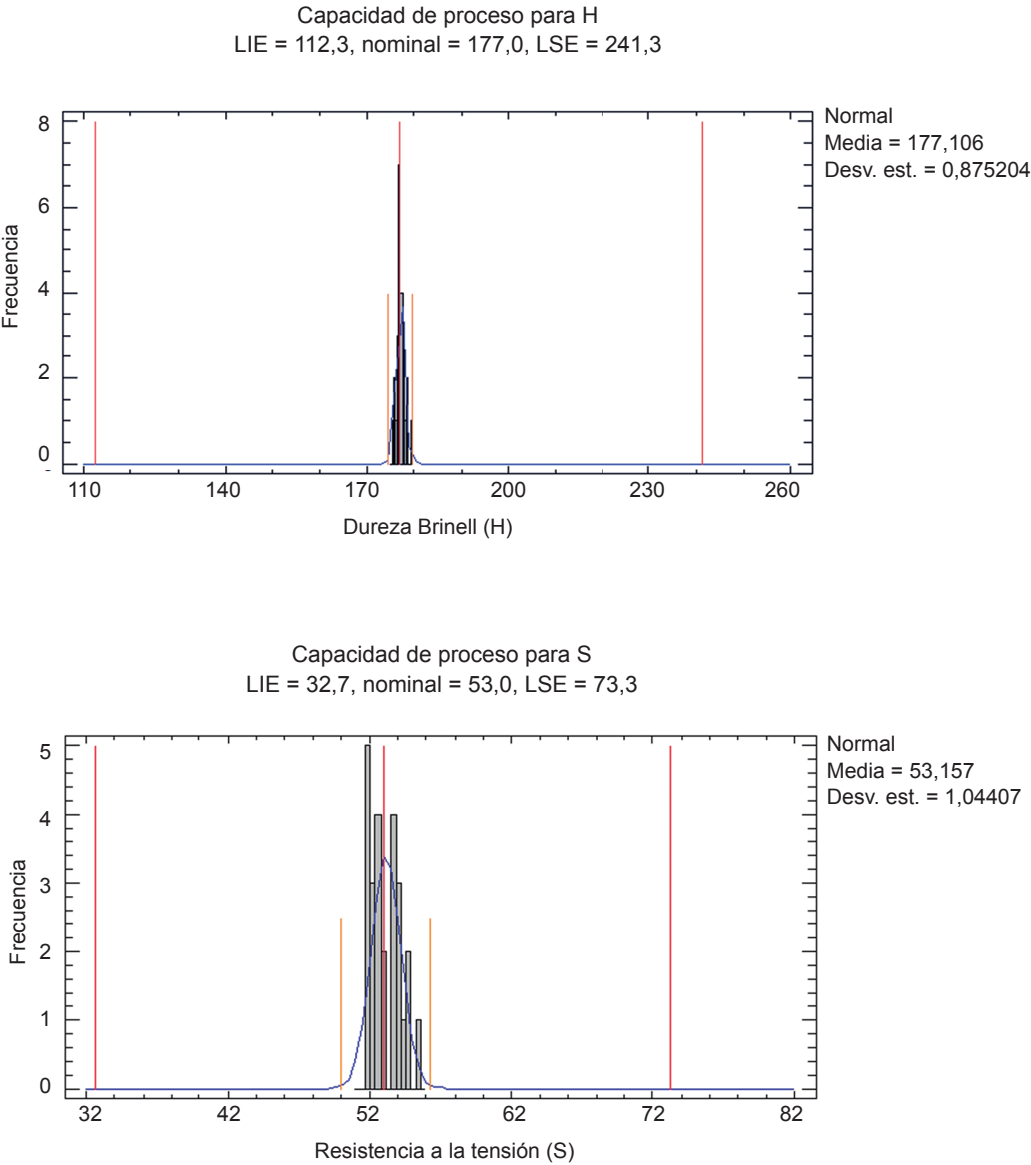 Capacidad de proceso para H
LIE = 112,3, nominal = 177,0, LSE = 241,3
8
6
4
2
0
Frecuencia
110 140 170 200 230 260
Dureza Brinell (H)
Normal
Media = 177,106
Desv. est. = 0,875204
Capacidad de proceso para S
LIE = 32,7, nominal = 53,0, LSE = 73,3
5
4
3
2
1
0
Frecuencia
32 42 52 62 72 82
Resistencia a la tensión (S)
Normal
Media = 53,157
Desv. est. = 1,04407